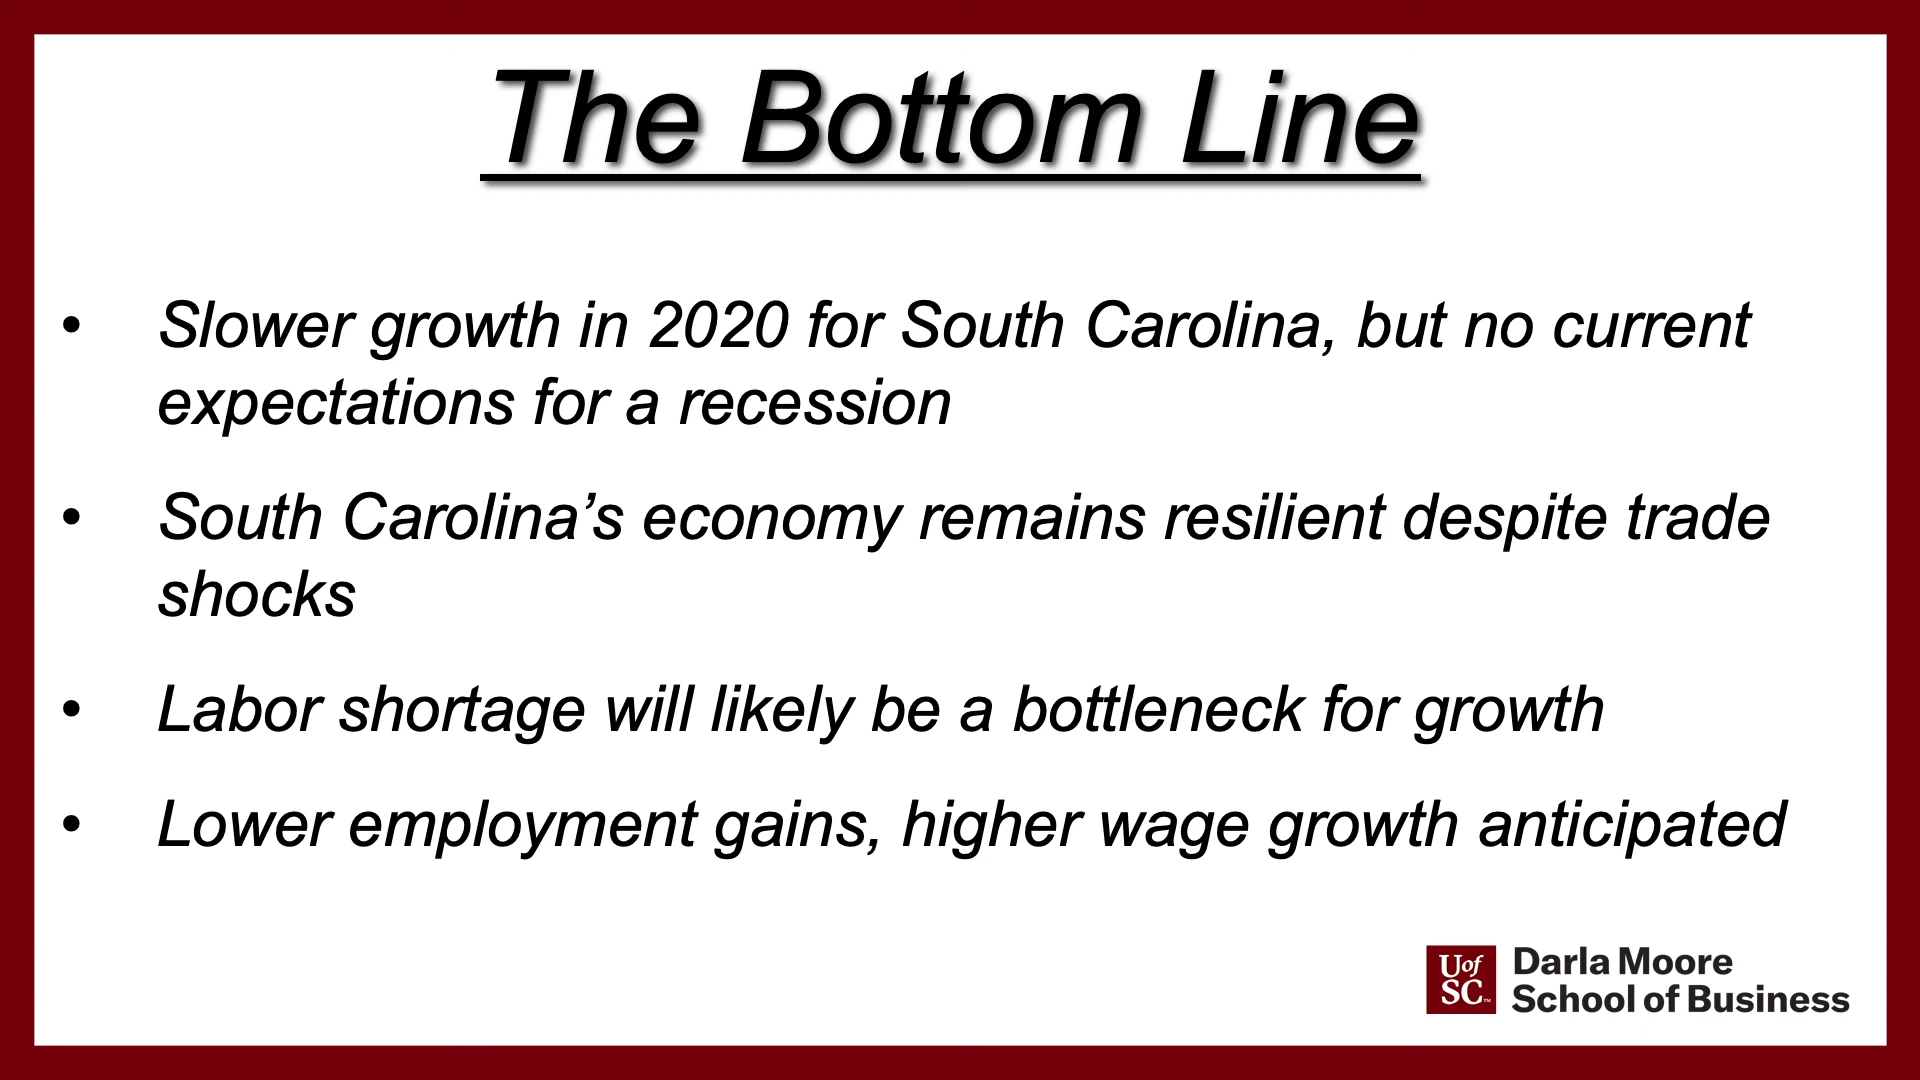 The Bottom Line
• Slower growth in 2020 for South Carolina, but no current
expectations for a recession
• South Carolina’s economy remains resilient despite trade
shocks
• Labor shortage will likely be a bottleneck for growth
• Lower employment gains, higher wage growth anticipated
UofSC™
Darla Moore
School of Business